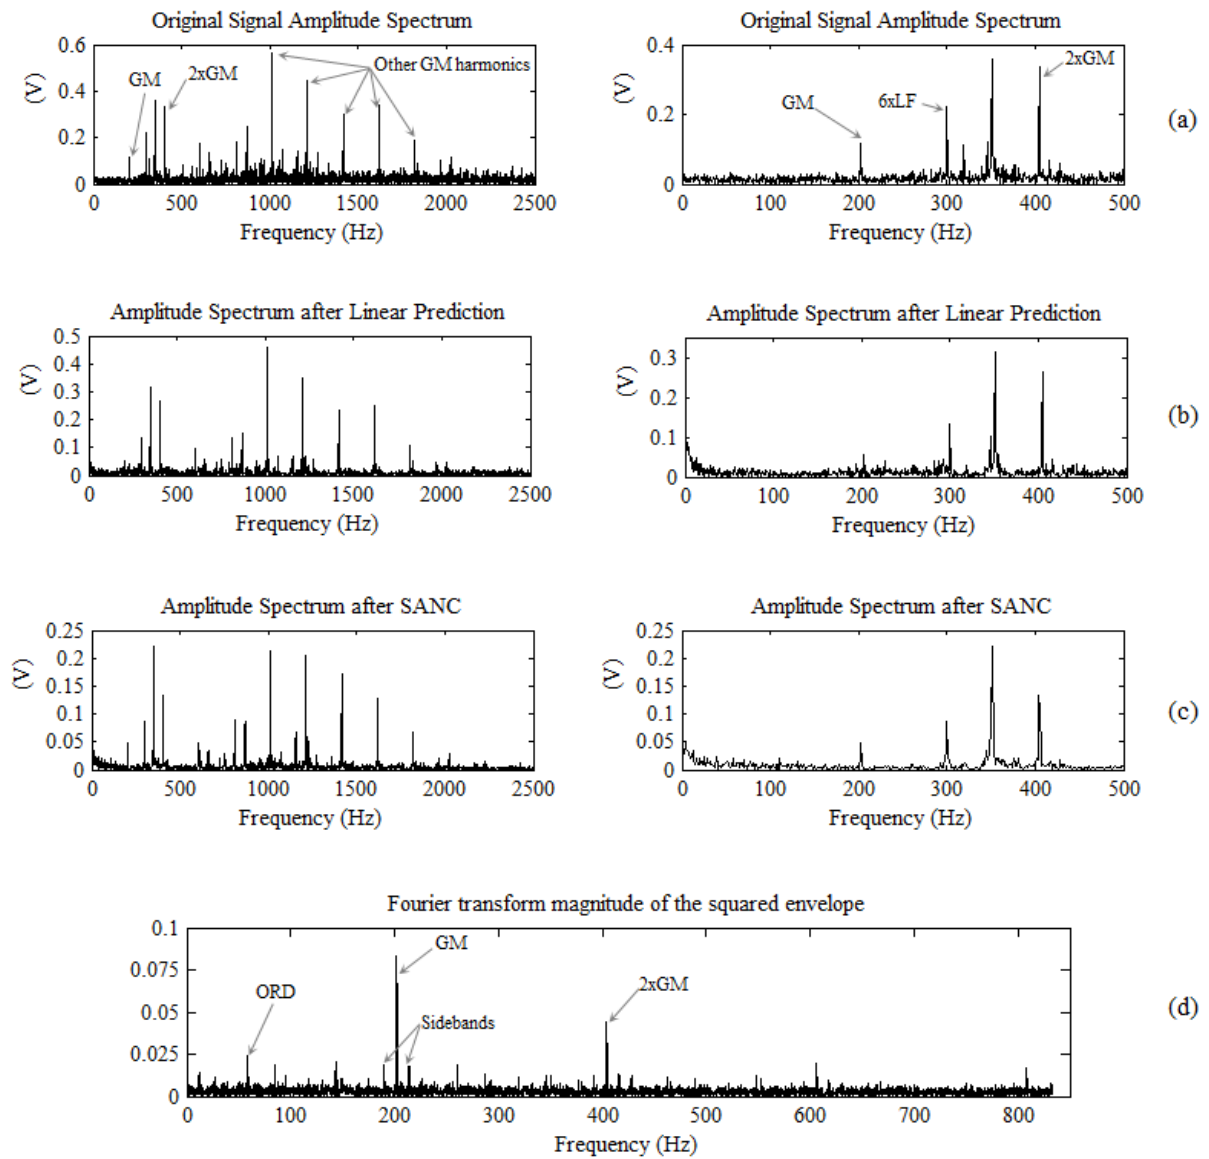 Original Signal Amplitude Spectrum
(V)
0.6
0.4
0.2
0
GM
2xGM
Other GM harmonics
0 500 1000 1500 2000 2500
Frequency (Hz)
Original Signal Amplitude Spectrum
(V)
0.4
0.2
0
GM
6xLF
2xGM
0 100 200 300 400 500
Frequency (Hz)
(a)
Amplitude Spectrum after Linear Prediction
(V)
0.5
0.4
0.3
0.2
0.1
0
0 500 1000 1500 2000 2500
Frequency (Hz)
Amplitude Spectrum after Linear Prediction
(V)
0.3
0.2
0.1
0
0 100 200 300 400 500
Frequency (Hz)
(b)
Amplitude Spectrum after SANC
(V)
0.25
0.2
0.15
0.1
0.05
0
0 500 1000 1500 2000 2500
Frequency (Hz)
Amplitude Spectrum after SANC
(V)
0.25
0.2
0.15
0.1
0.05
0
0 100 200 300 400 500
Frequency (Hz)
(c)
Fourier transform magnitude of the squared envelope
0.1
0.075
0.05
0.025
0
ORD
GM
Sidebands
2xGM
0 100 200 300 400 500 600 700 800
Frequency (Hz)
(d)